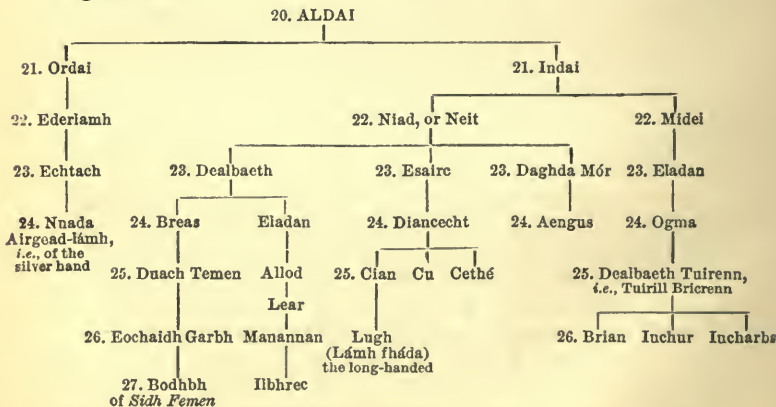 20. ALDAI
21. Ordai 21. Indai
22. Ederiamh 22. Niad, or Neit 22. Midei
23. Echtach 23. Dealbaeth 23. Esairc 23. Daghda Mór 23. Eladan
24. Nnada 24. Breas Eladan 24. Diancecht 24. Aengus 24. Ogma
Airgead-lámh,
i.e., of the
silver hand
25. Duach Temen Allod 25. Cian Cu Cethé 25. Dealbaeth Tuirenn,
i.e., Tuirill Bricrenn
Lear
26. Eochaidh Garbh Manannan Lugh 26. Brian Iuchur Iucharba
(Lámh fháda)
the long-handed
27. Bodhbh Ilbhrec
of Sidh Femen